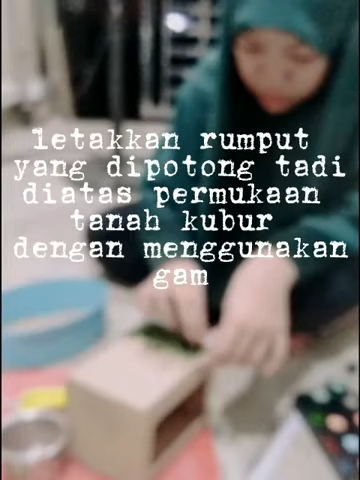 letakkan rumput
yang dipotong tadi
diatas permukaan
tanah kubur
dengan menggunakan
gam